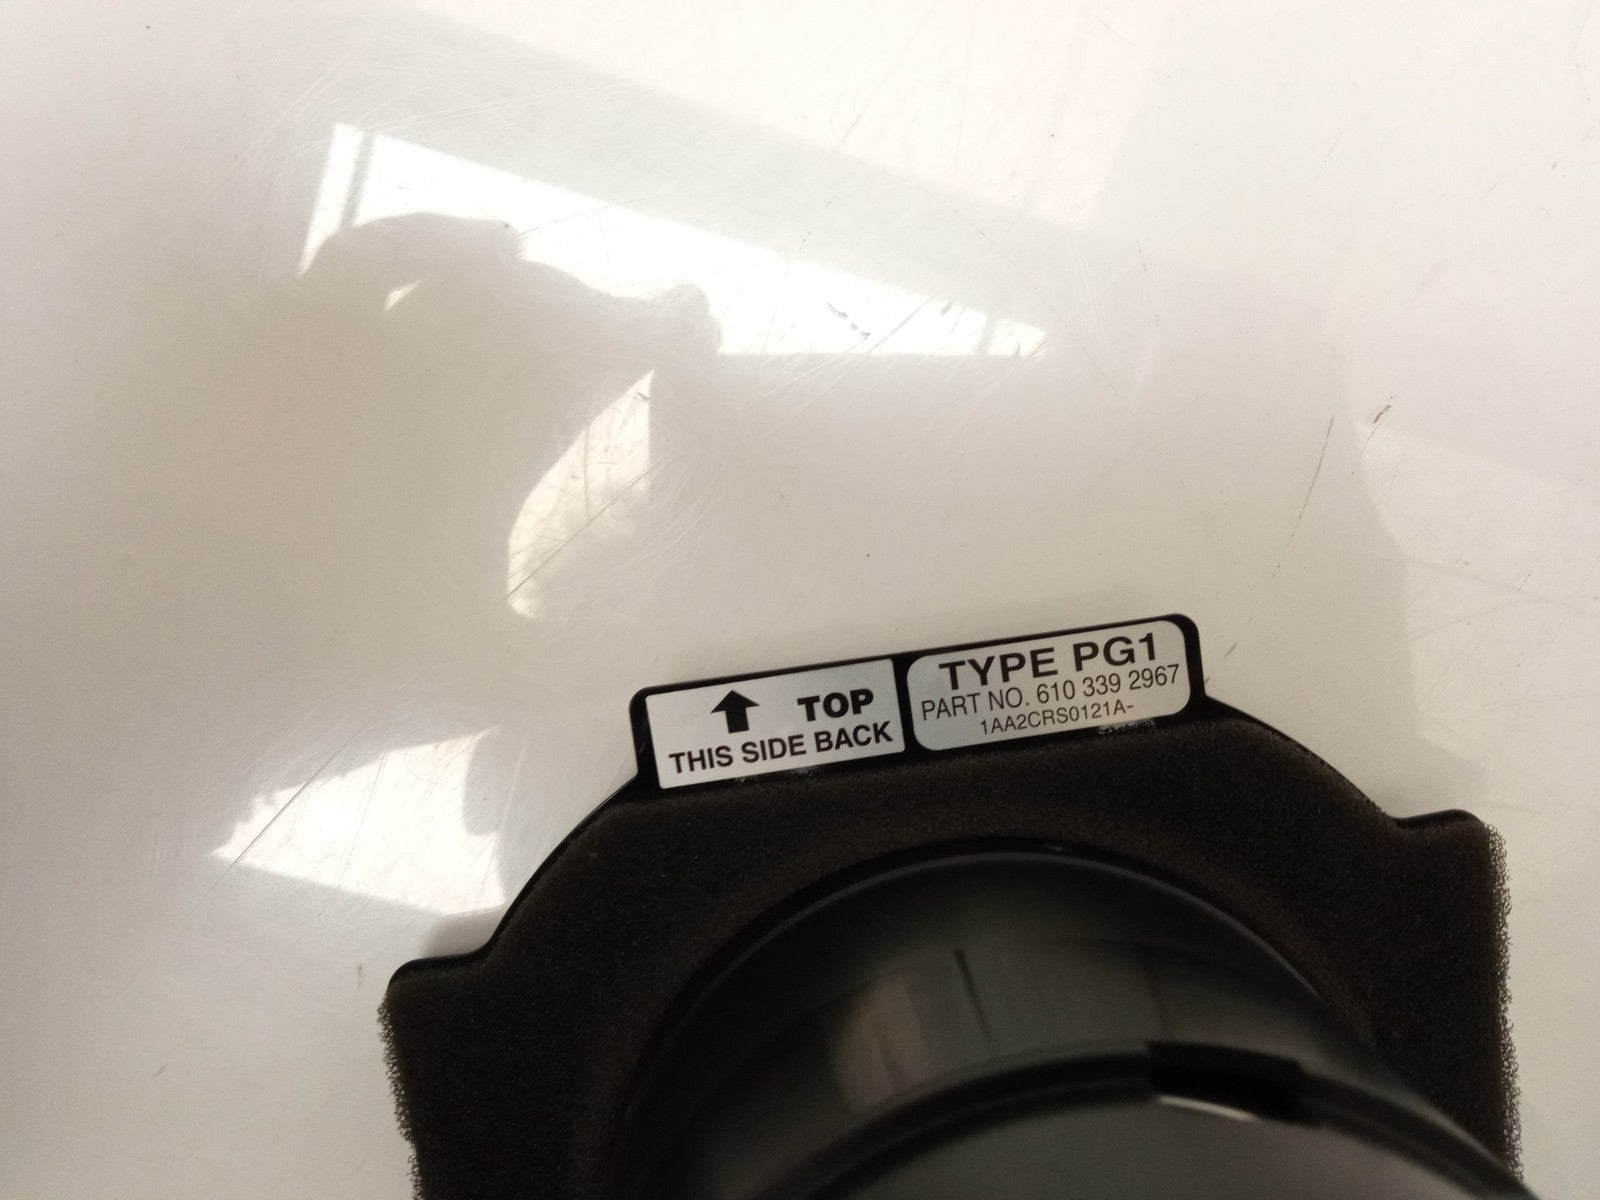 TOP
THIS SIDE BACK
TYPE PG1
PART NO. 610 339 2967
1AA2CRS0121A-